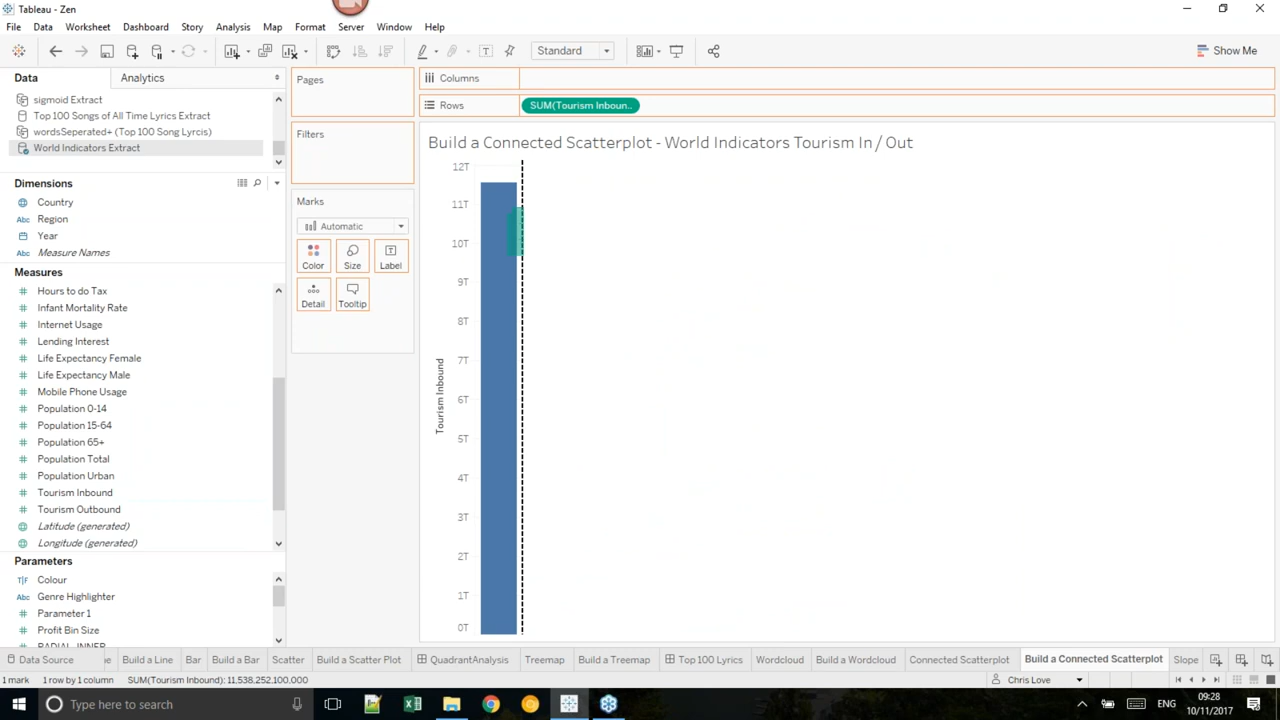 Tableau - Zen
File Data Worksheet Dashboard Story Analysis Map Format Server Window Help
Standard
Show Me
Data Analytics
sigmoid Extract
Top 100 Songs of All Time Lyrics Extract
wordsSeperated+ (Top 100 Song Lyrcis)
World Indicators Extract
Dimensions
Country
Abc Region
Year
Abc Measure Names
Measures
Hours to do Tax
Infant Mortality Rate
Internet Usage
Lending Interest
Life Expectancy Female
Life Expectancy Male
Mobile Phone Usage
Population 0-14
Population 15-64
Population 65+
Population Total
Population Urban
Tourism Inbound
Tourism Outbound
Latitude (generated)
Longitude (generated)
Parameters
T|F Colour
Abc Genre Highlighter
Parameter 1
Profit Bin Size
RADIAL_INNER
Pages
Filters
Marks
Automatic
Color Size Label
Detail Tooltip
Columns
Rows SUM(Tourism Inboun..
Build a Connected Scatterplot - World Indicators Tourism In / Out
12T
11T
10T
9T
8T
7T
6T
5T
4T
3T
2T
1T
0T
Tourism Inbound
Data Source e Build a Line Bar Build a Bar Scatter Build a Scatter Plot QuadrantAnalysis Treemap Build a Treemap Top 100 Lyrics Wordcloud Build a Wordcloud Connected Scatterplot Build a Connected Scatterplot Slope
1 mark 1 row by 1 column SUM(Tourism Inbound): 11,538,252,100,000 Chris Love
Type here to search
ENG
09:28
10/11/2017